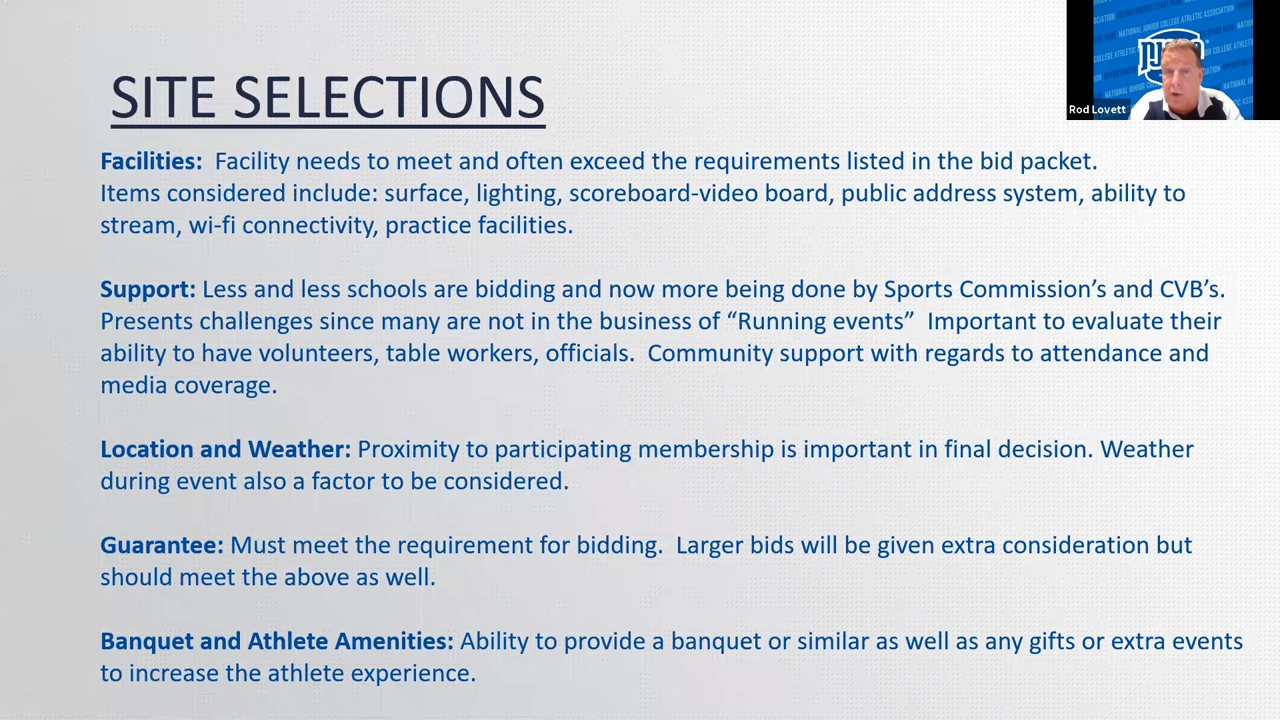 SITE SELECTIONS
Rod Lovett
Facilities: Facility needs to meet and often exceed the requirements listed in the bid packet.
Items considered include: surface, lighting, scoreboard-video board, public address system, ability to
stream, wi-fi connectivity, practice facilities.
Support: Less and less schools are bidding and now more being done by Sports Commission’s and CVB’s.
Presents challenges since many are not in the business of “Running events” Important to evaluate their
ability to have volunteers, table workers, officials. Community support with regards to attendance and
media coverage.
Location and Weather: Proximity to participating membership is important in final decision. Weather
during event also a factor to be considered.
Guarantee: Must meet the requirement for bidding. Larger bids will be given extra consideration but
should meet the above as well.
Banquet and Athlete Amenities: Ability to provide a banquet or similar as well as any gifts or extra events
to increase the athlete experience.
NATIONAL JUNIOR COLLEGE ATHLETIC ASSOCIATION